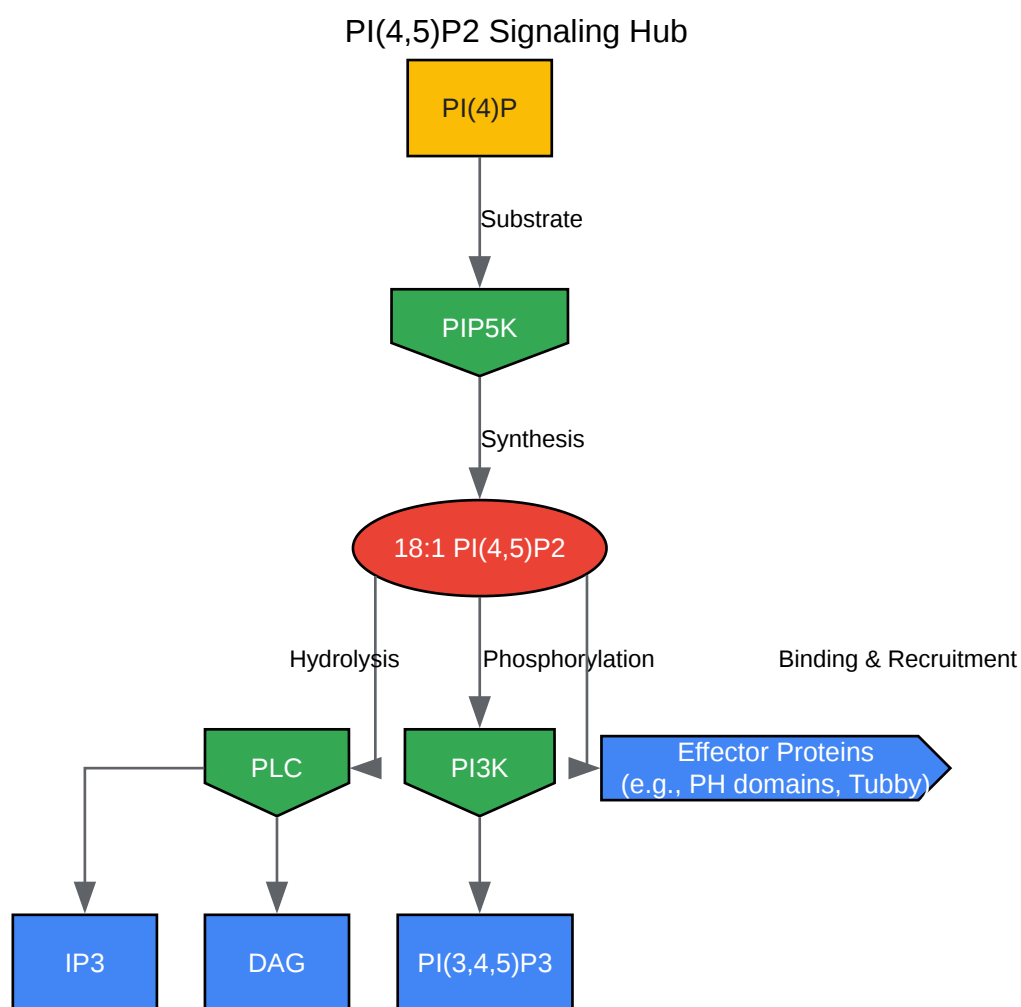 PI(4,5)P2 Signaling Hub
PI(4)P
Substrate
PIP5K
Synthesis
18:1 PI(4,5)P2
Hydrolysis
Phosphorylation
Binding & Recruitment
PLC
PI3K
Effector Proteins
(e.g., PH domains, Tubby)
IP3
DAG
PI(3,4,5)P3